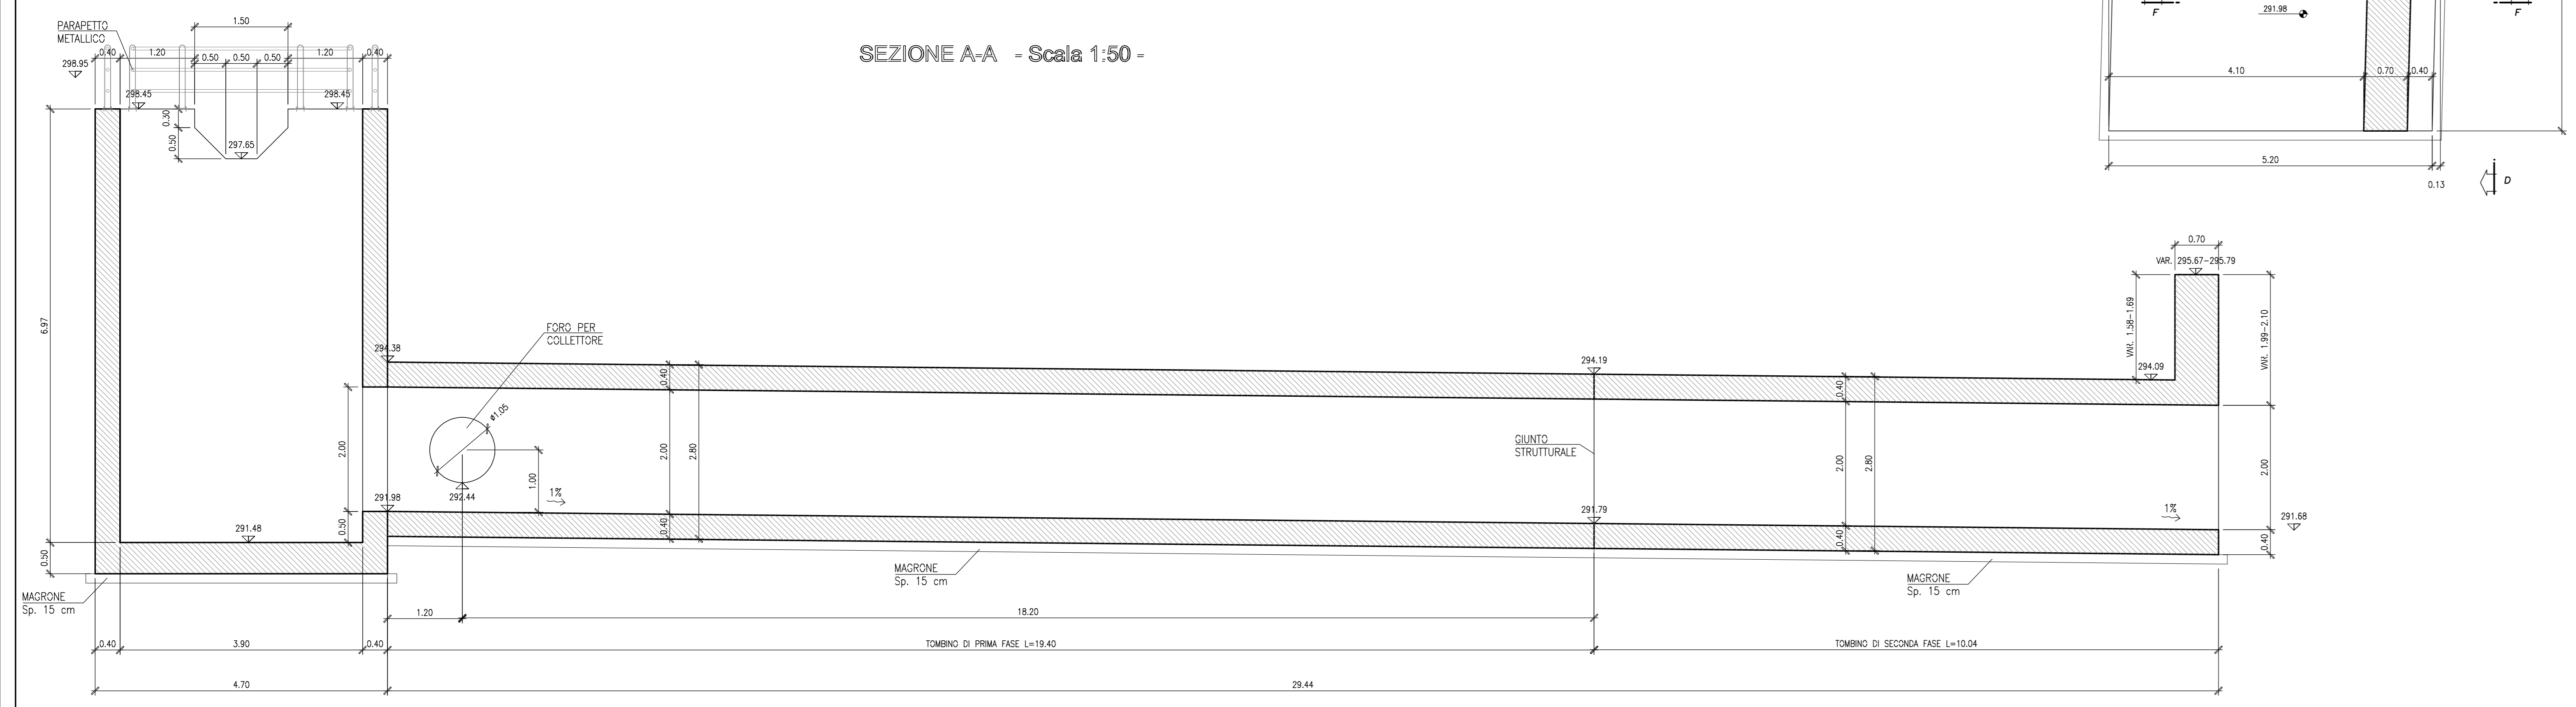 SEZIONE A-A - Scala 1:50 -
PARAPETTO
METALLICO
1.50
0.40
1.20
1.20
0.40
0.50
0.50
0.50
298.95
298.45
298.45
0.30
0.50
297.65
6.97
0.50
291.48
MAGRONE
Sp. 15 cm
0.40
3.90
0.40
4.70
294.38
2.00
291.98
0.50
FORO PER
COLLETTORE
ø1.05
292.44
1.00
1%
0.40
2.00
2.80
0.40
MAGRONE
Sp. 15 cm
1.20
18.20
TOMBINO DI PRIMA FASE L=19.40
29.44
294.19
GIUNTO
STRUTTURALE
291.79
0.40
2.00
2.80
0.40
MAGRONE
Sp. 15 cm
TOMBINO DI SECONDA FASE L=10.04
0.70
VAR. 295.67-295.79
VAR. 1.58-1.69
VAR. 1.99-2.10
294.09
2.00
1%
291.68
0.40
F
291.98
F
4.10
0.70
0.40
5.20
0.13
D